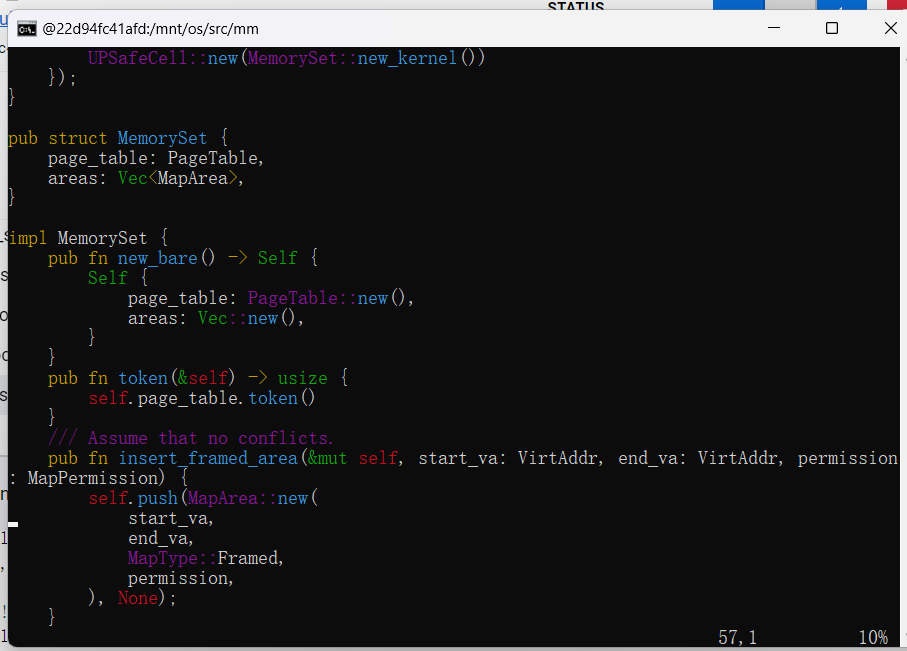 STATUS
@22d94fc41afd:/mnt/os/src/mm
        UPSafeCell::new(MemorySet::new_kernel())
    });
}

pub struct MemorySet {
    page_table: PageTable,
    areas: Vec<MapArea>,
}

impl MemorySet {
    pub fn new_bare() -> Self {
        Self {
            page_table: PageTable::new(),
            areas: Vec::new(),
        }
    }
    pub fn token(&self) -> usize {
        self.page_table.token()
    }
    /// Assume that no conflicts.
    pub fn insert_framed_area(&mut self, start_va: VirtAddr, end_va: VirtAddr, permission
: MapPermission) {
        self.push(MapArea::new(
            start_va,
            end_va,
            MapType::Framed,
            permission,
        ), None);
    }
57,1 10%